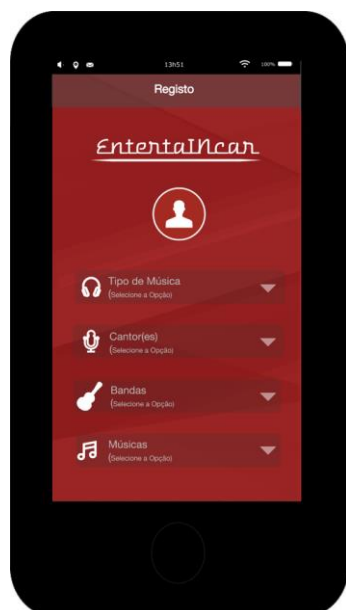 13h51
100%
Registo
EntertaINcar
Tipo de Música
(Selecione a Opção)
Cantor(es)
(Selecione a Opção)
Bandas
(Selecione a Opção)
Músicas
(Selecione a Opção)